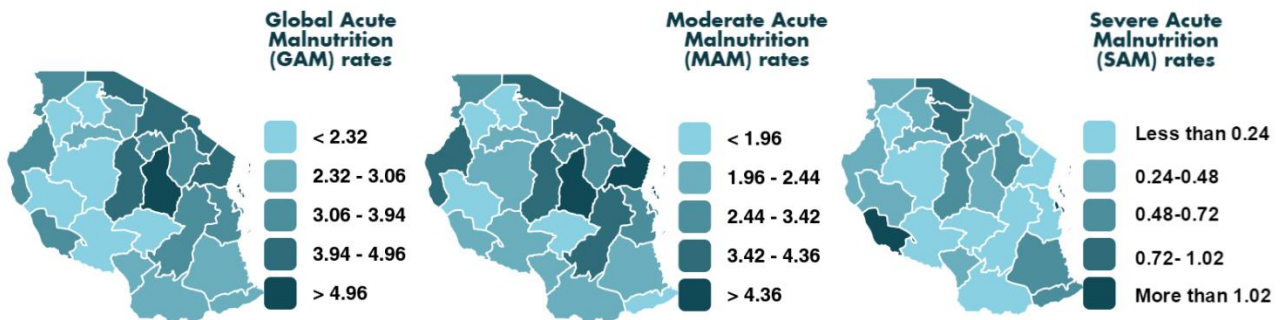 Global Acute
Malnutrition
(GAM) rates
< 2.32
2.32 - 3.06
3.06 - 3.94
3.94 - 4.96
> 4.96
Moderate Acute
Malnutrition
(MAM) rates
< 1.96
1.96 - 2.44
2.44 - 3.42
3.42 - 4.36
> 4.36
Severe Acute
Malnutrition
(SAM) rates
Less than 0.24
0.24-0.48
0.48-0.72
0.72- 1.02
More than 1.02